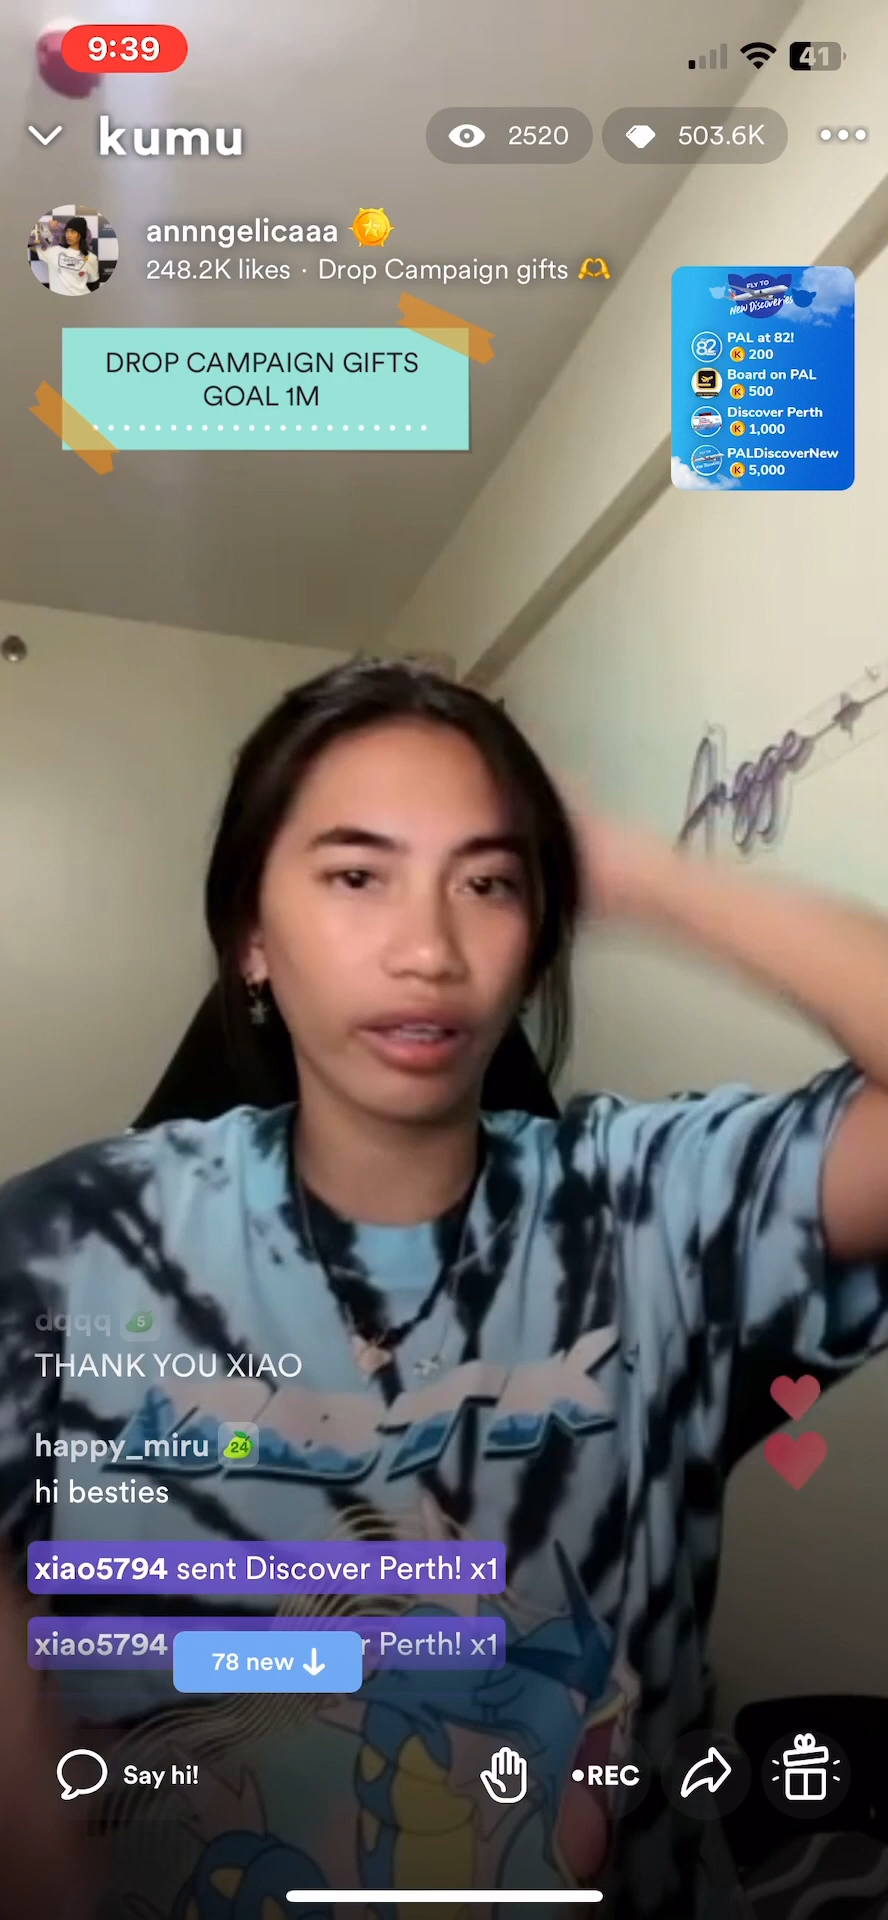 9:39
41
kumu
2520
503.6K
annngelicaaa
248.2K likes · Drop Campaign gifts 🫶
DROP CAMPAIGN GIFTS
GOAL 1M
FLY TO
New Discoveries
82
PAL at 82!
K 200
Board on PAL
K 500
Discover Perth
K 1,000
PALDiscoverNew
K 5,000
Angge
dqqq 5
THANK YOU XIAO
happy_miru 24
hi besties
xiao5794 sent Discover Perth! x1
xiao5794 r Perth! x1
78 new ↓
Say hi!
•REC